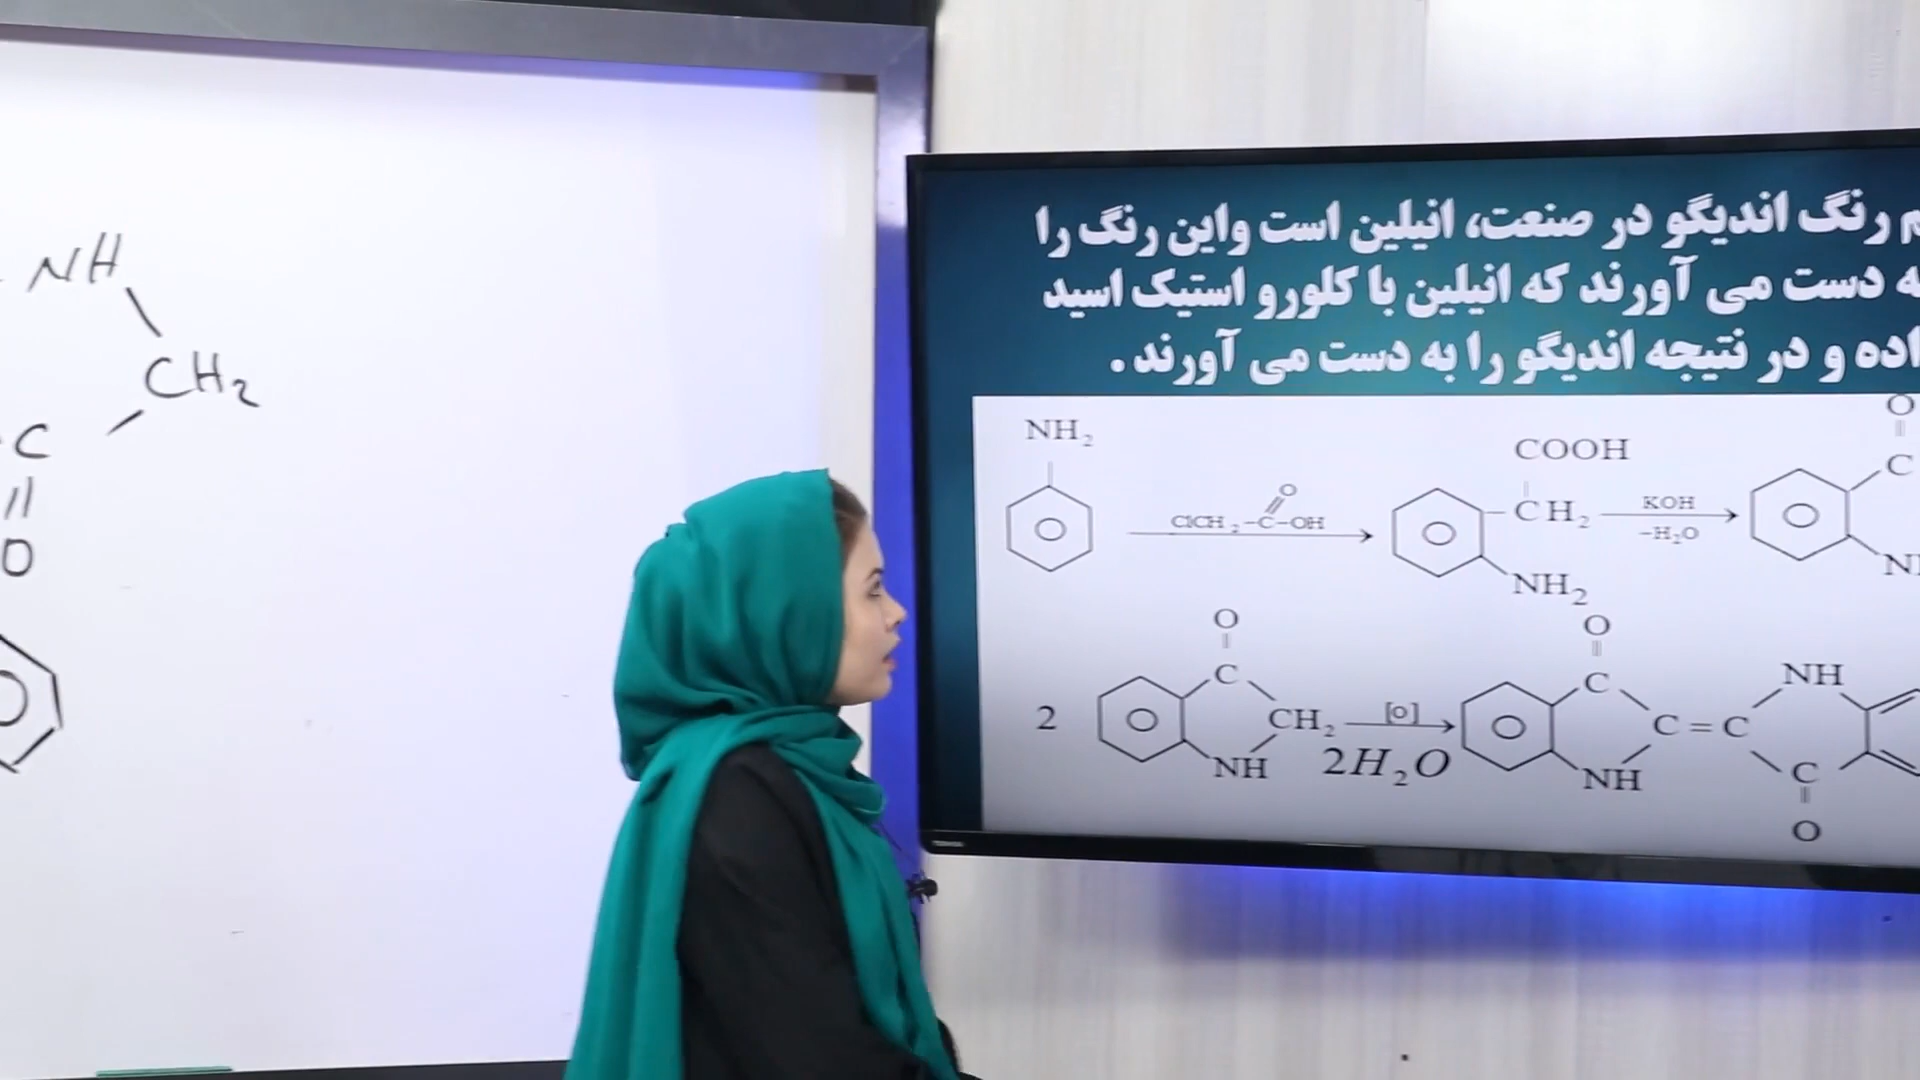 NH
CH2
C
O
رنگ اندیگو در صنعت، انیلین است واین رنگ را
دست می آورند که انیلین با کلورو استیک اسید
و در نتیجه اندیگو را به دست می آورند .
NH2
ClCH2-C-OH
O
COOH
CH2
NH2
KOH
-H2O
O
C
2
O
C
CH2
NH
[o]
2H2O
O
C
C=C
NH
NH
C
O
TOSHIBA